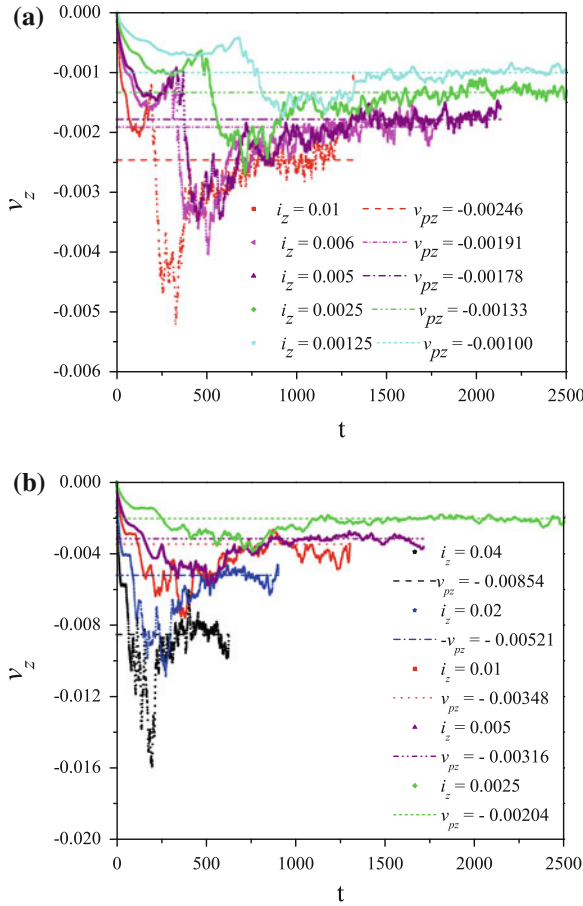 (a)
0.000
-0.001
-0.002
-0.003
-0.004
-0.005
-0.006
v_z
i_z = 0.01 v_pz = -0.00246
i_z = 0.006 v_pz = -0.00191
i_z = 0.005 v_pz = -0.00178
i_z = 0.0025 v_pz = -0.00133
i_z = 0.00125 v_pz = -0.00100
0 500 1000 1500 2000 2500
t
(b)
0.000
-0.004
-0.008
-0.012
-0.016
-0.020
v_z
i_z = 0.04
v_pz = - 0.00854
i_z = 0.02
-v_pz = - 0.00521
i_z = 0.01
v_pz = - 0.00348
i_z = 0.005
v_pz = - 0.00316
i_z = 0.0025
v_pz = - 0.00204
0 500 1000 1500 2000 2500
t